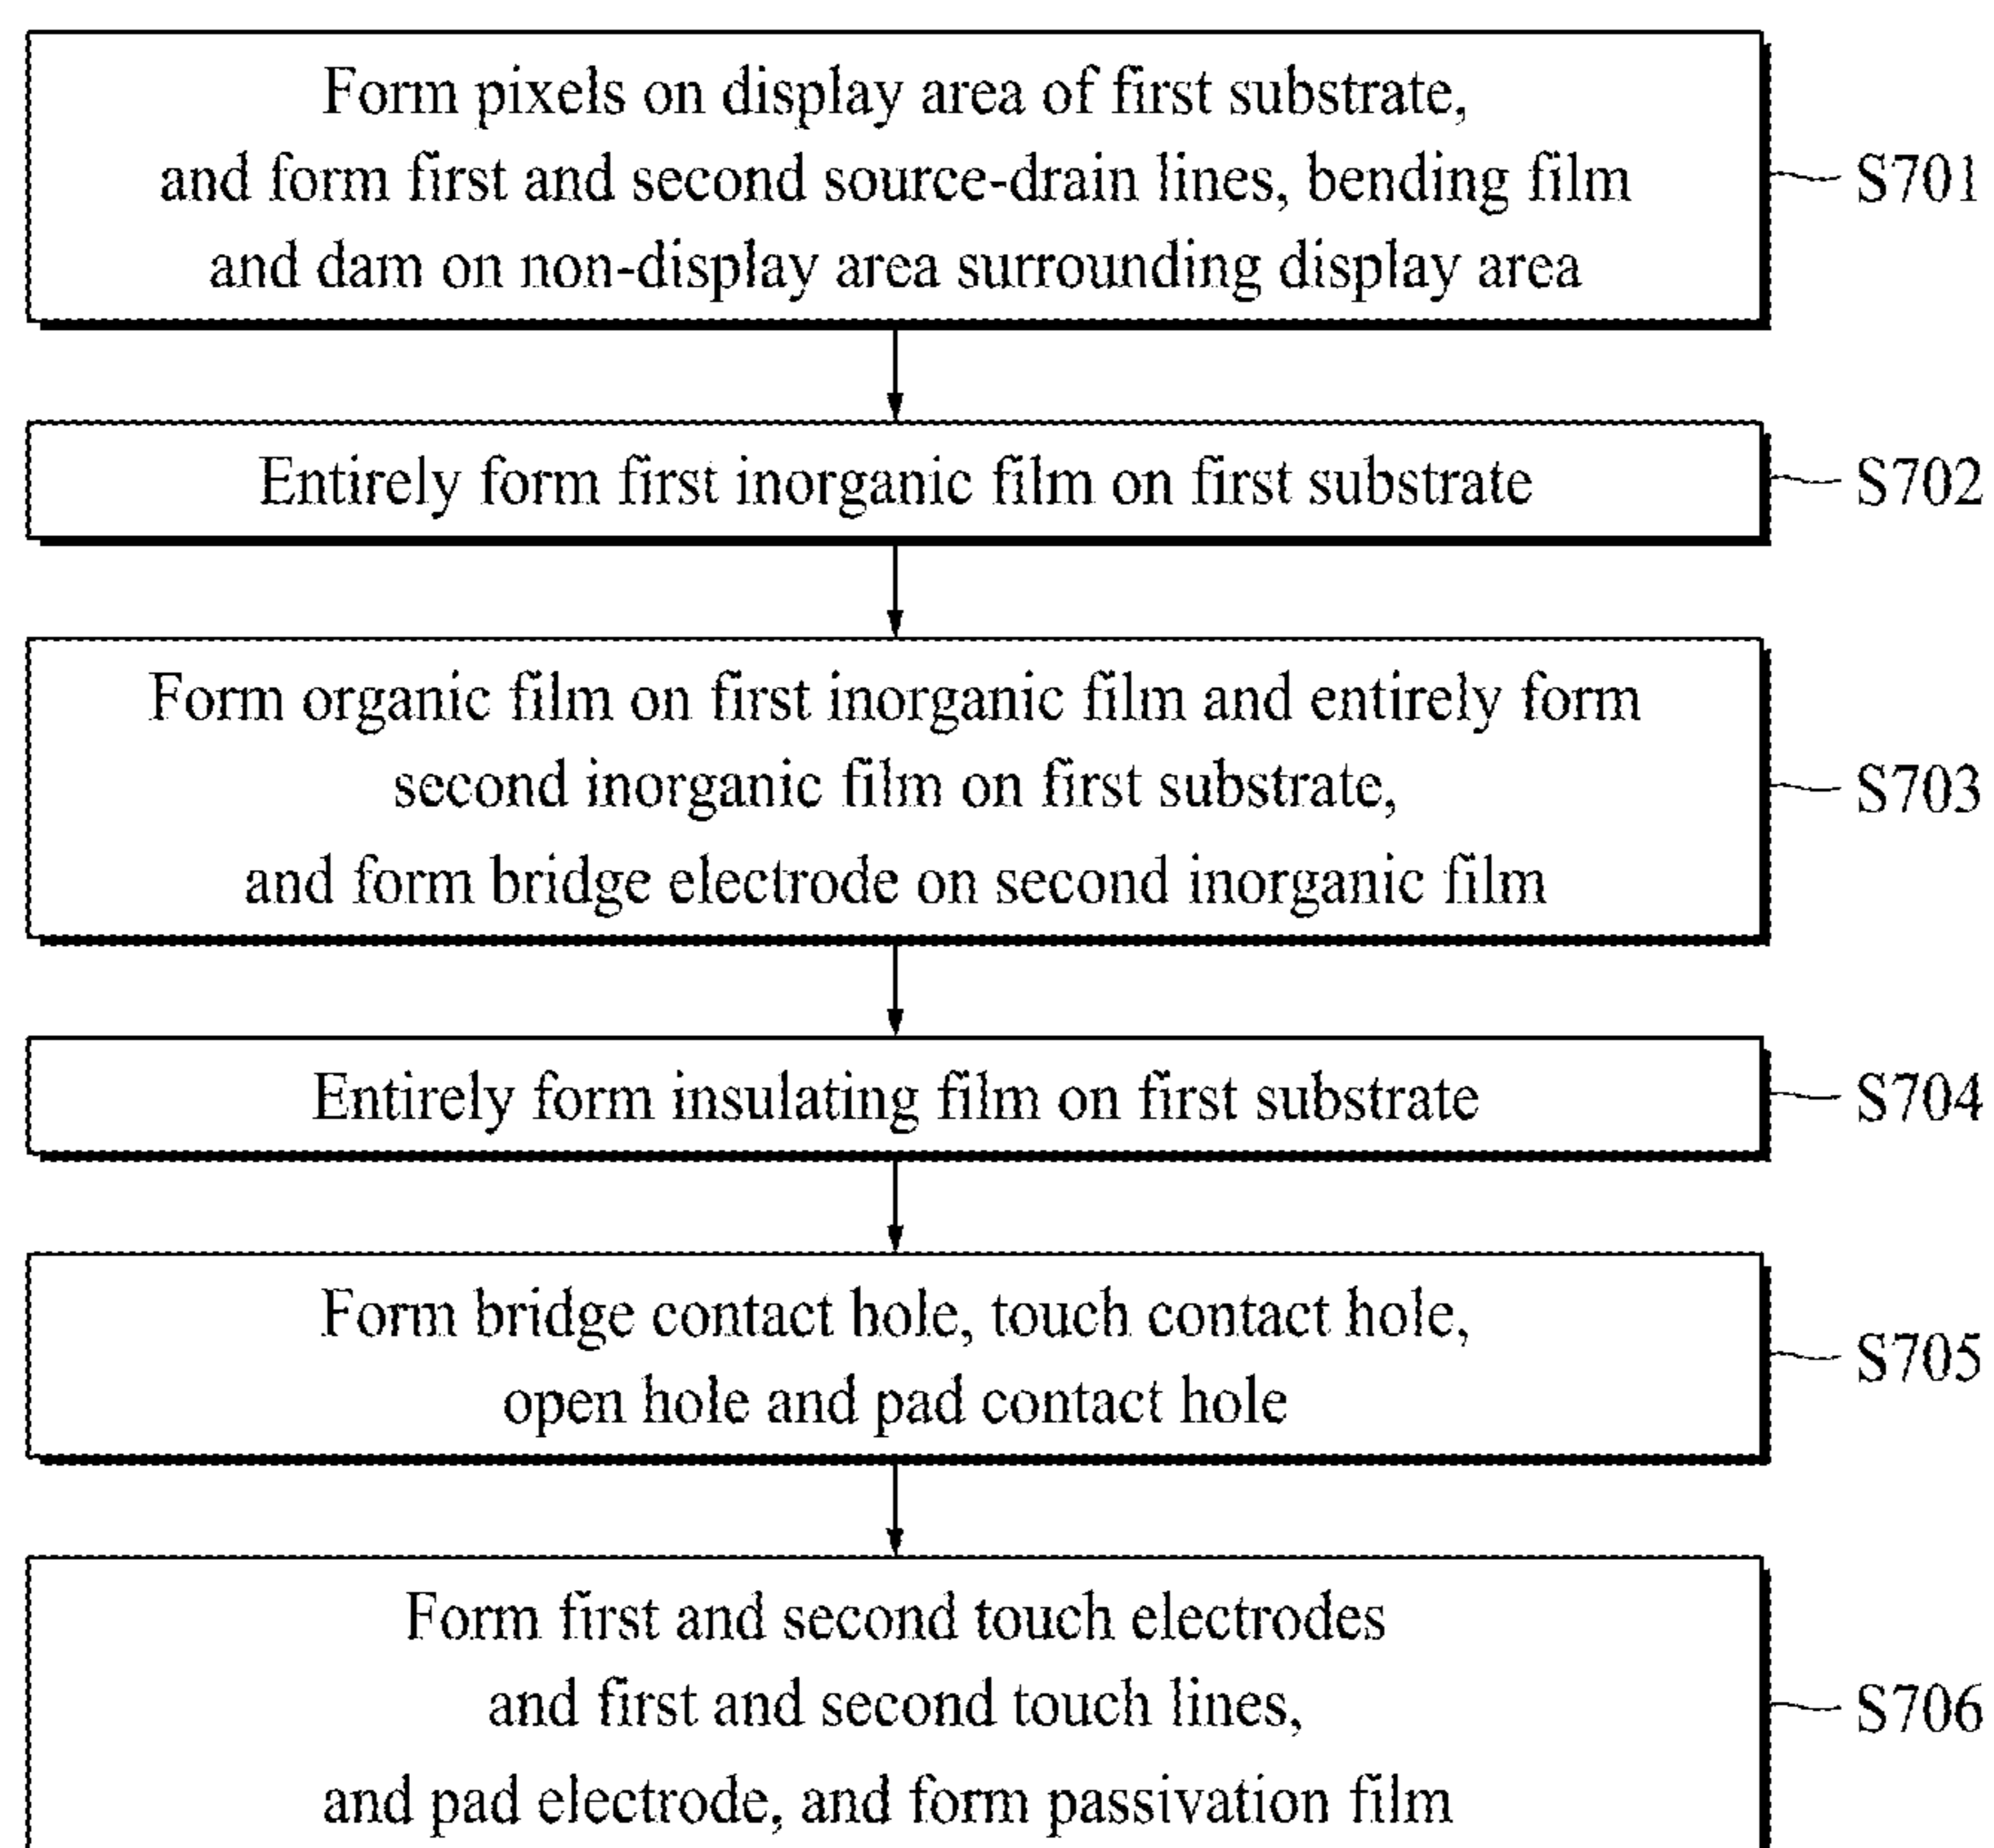 Form pixels on display area of first substrate,
and form first and second source-drain lines, bending film
and dam on non-display area surrounding display area
S701
Entirely form first inorganic film on first substrate
S702
Form organic film on first inorganic film and entirely form
second inorganic film on first substrate,
and form bridge electrode on second inorganic film
S703
Entirely form insulating film on first substrate
S704
Form bridge contact hole, touch contact hole,
open hole and pad contact hole
S705
Form first and second touch electrodes
and first and second touch lines,
and pad electrode, and form passivation film
S706